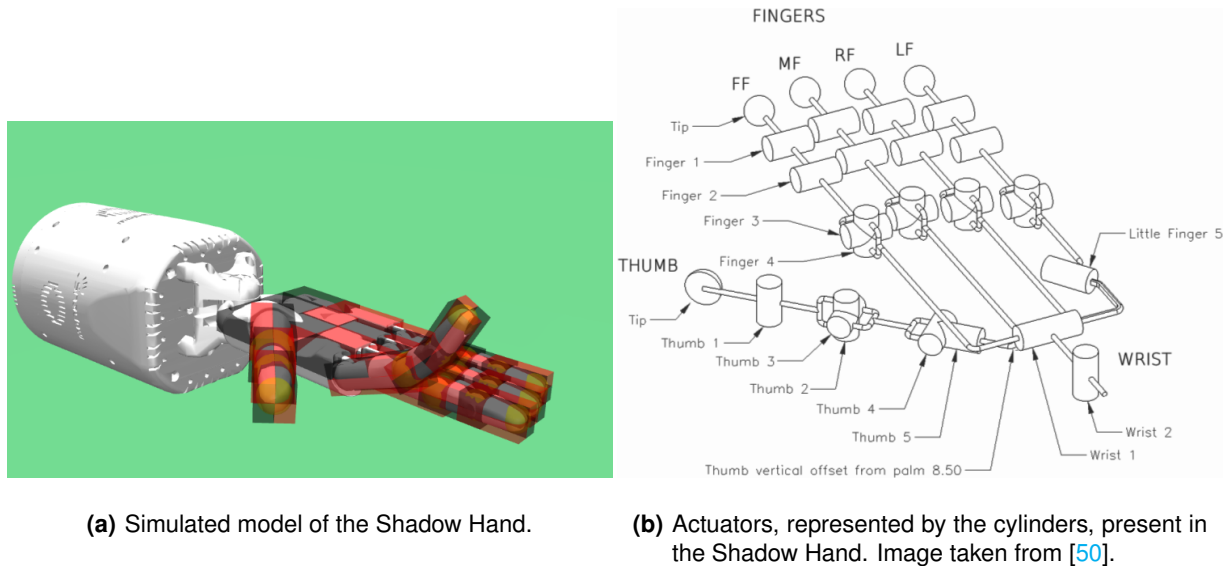 FINGERS
LF
RF
MF
FF
Tip
Finger 1
Finger 2
Finger 3
Finger 4
Little Finger 5
THUMB
Tip
Thumb 1
Thumb 3
Thumb 2
Thumb 4
Thumb 5
WRIST
Wrist 2
Wrist 1
Thumb vertical offset from palm 8.50
(a) Simulated model of the Shadow Hand.
(b) Actuators, represented by the cylinders, present in
the Shadow Hand. Image taken from [50].